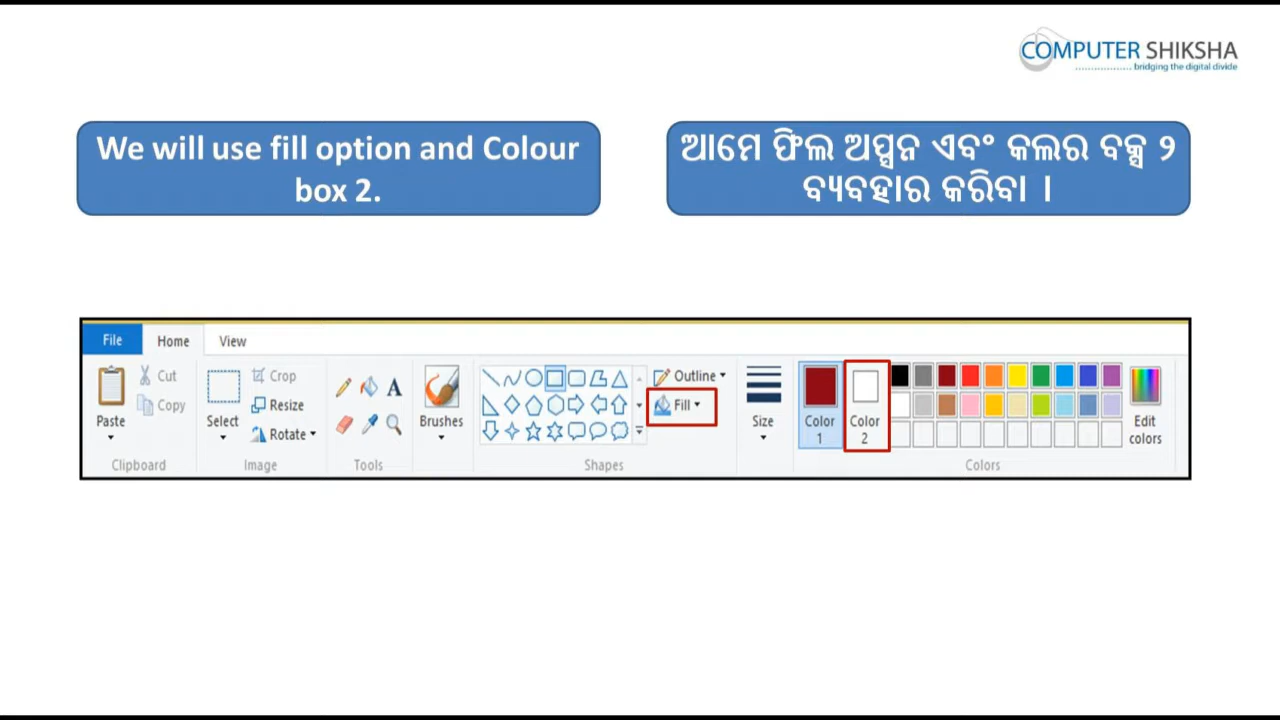 COMPUTER SHIKSHA
bridging the digital divide
We will use fill option and Colour
box 2.
ଆମେ ଫିଲ ଅପ୍ସନ ଏବଂ କଲର ବକ୍ସ ୨
ବ୍ୟବହାର କରିବା ।
File Home View
Paste
Cut
Copy
Clipboard
Select
Crop
Resize
Rotate
Image
Tools
Brushes
Outline
Fill
Shapes
Size
Color
1
Color
2
Edit
colors
Colors